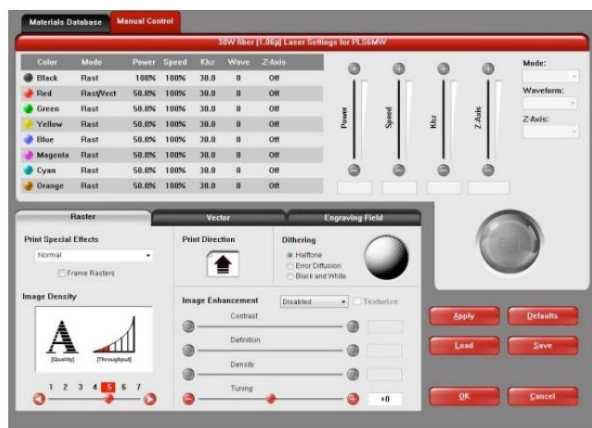 Materials Database Manual Control
30W fiber [1.06µ] Laser Settings for PLS6MW
Color Mode Power Speed Khz Wave Z-Axis
Black Rast 100% 100% 30.0 0 Off
Red Rast/Vect 50.0% 100% 30.0 0 Off
Green Rast 50.0% 100% 30.0 0 Off
Yellow Rast 50.0% 100% 30.0 0 Off
Blue Rast 50.0% 100% 30.0 0 Off
Magenta Rast 50.0% 100% 30.0 0 Off
Cyan Rast 50.0% 100% 30.0 0 Off
Orange Rast 50.0% 100% 30.0 0 Off
Power
Speed
Khz
Z-Axis
Mode:
Waveform:
Z-Axis:
Set
Raster Vector Engraving Field
Print Special Effects
Normal
Frame Rasters
Print Direction
Dithering
Halftone
Error Diffusion
Black and White
Image Density
A
[Quality] [Throughput]
1 2 3 4 5 6 7
Image Enhancement Disabled Texturize
Contrast
Definition
Density
Tuning
+0
Apply Defaults
Load Save
OK Cancel